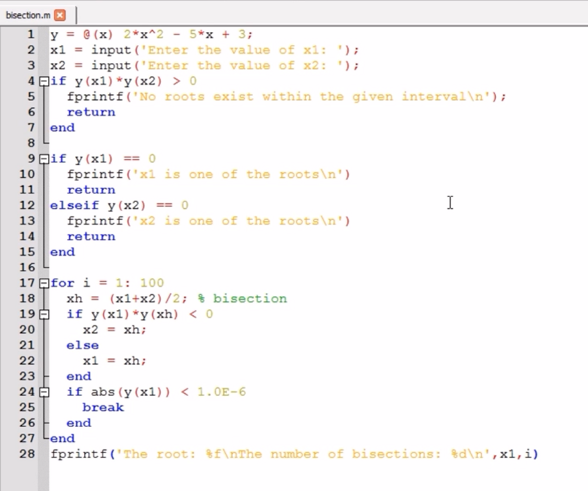 bisection.m
1 y = @(x) 2*x^2 - 5*x + 3;
2 x1 = input('Enter the value of x1: ');
3 x2 = input('Enter the value of x2: ');
4 if y(x1)*y(x2) > 0
5 fprintf('No roots exist within the given interval\n');
6 return
7 end
8
9 if y(x1) == 0
10 fprintf('x1 is one of the roots\n')
11 return
12 elseif y(x2) == 0
13 fprintf('x2 is one of the roots\n')
14 return
15 end
16
17 for i = 1: 100
18 xh = (x1+x2)/2; % bisection
19 if y(x1)*y(xh) < 0
20 x2 = xh;
21 else
22 x1 = xh;
23 end
24 if abs(y(x1)) < 1.0E-6
25 break
26 end
27 end
28 fprintf('The root: %f\nThe number of bisections: %d\n',x1,i)